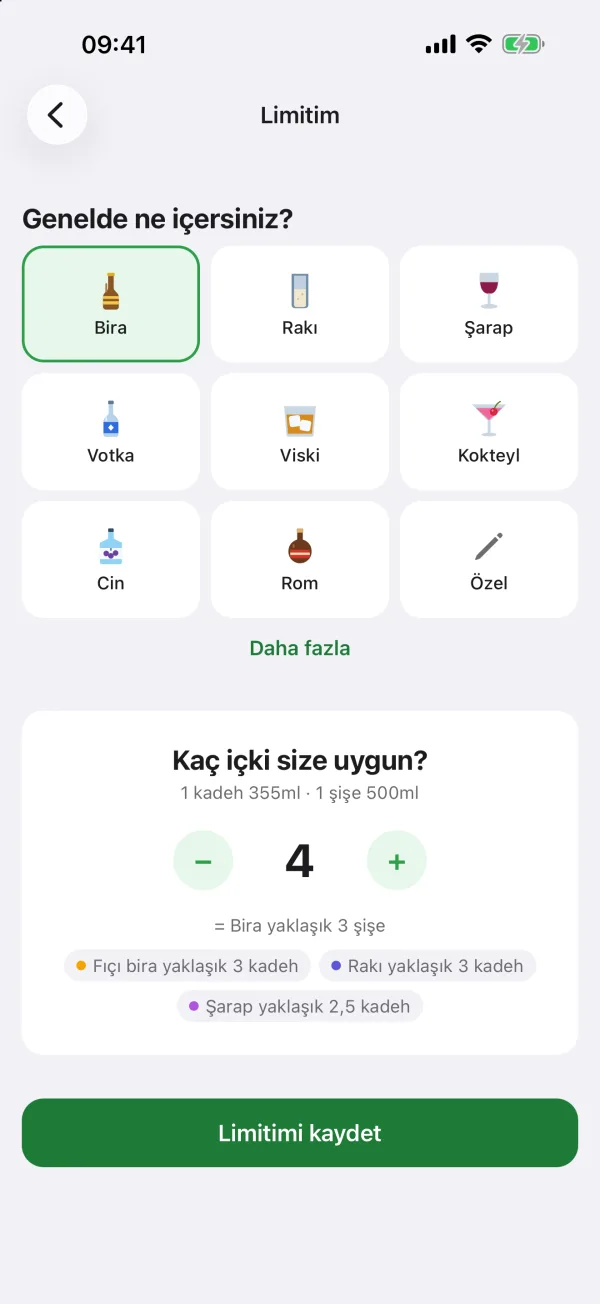 09:41
Limitim
Genelde ne içersiniz?
Bira
Rakı
Şarap
Votka
Viski
Kokteyl
Cin
Rom
Özel
Daha fazla
Kaç içki size uygun?
1 kadeh 355ml · 1 şişe 500ml
− 4 +
= Bira yaklaşık 3 şişe
Fıçı bira yaklaşık 3 kadeh
Rakı yaklaşık 3 kadeh
Şarap yaklaşık 2,5 kadeh
Limitimi kaydet